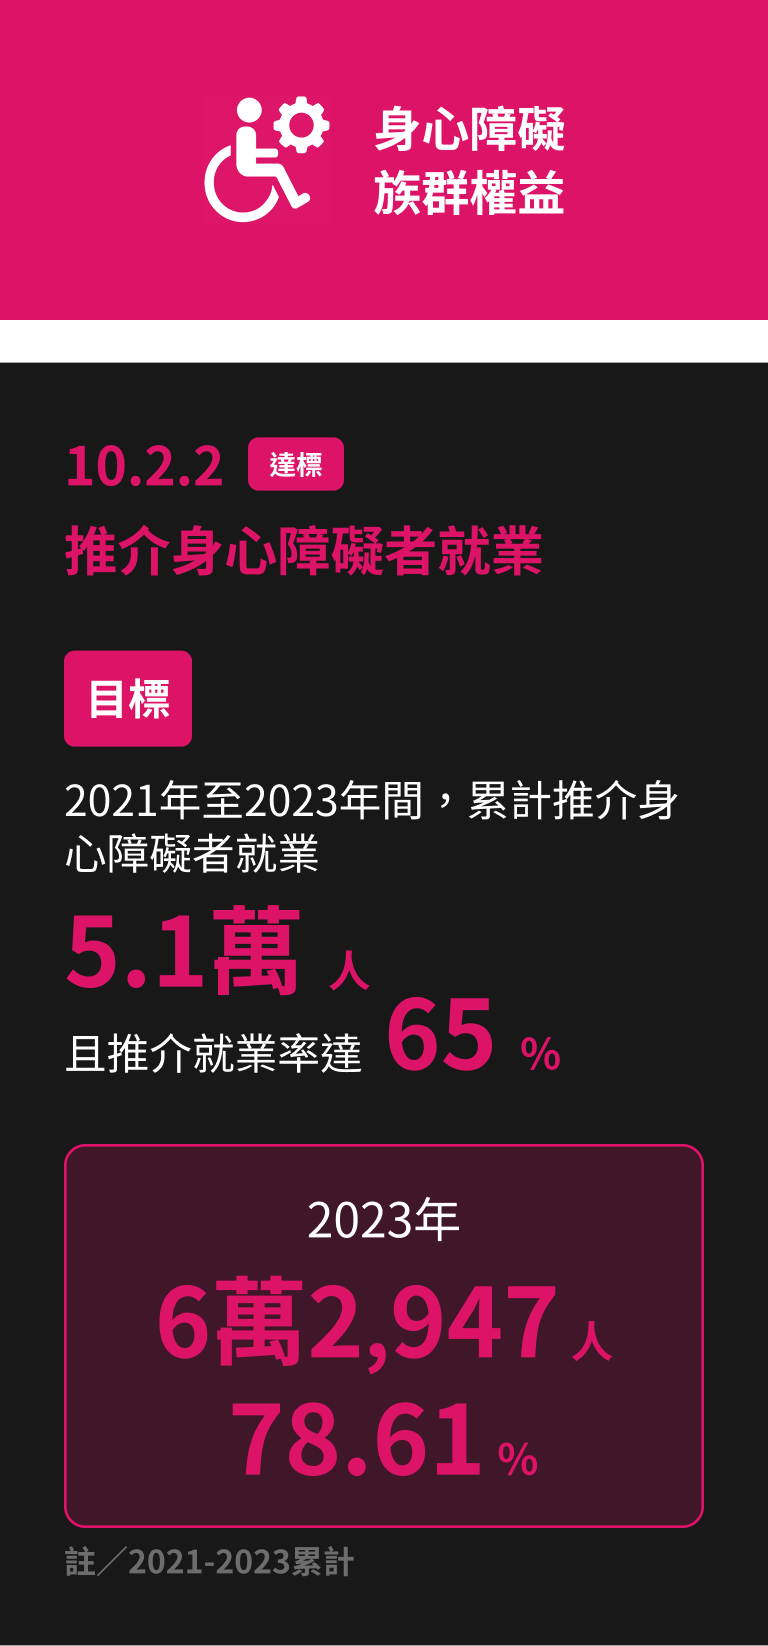 身心障礙
族群權益
10.2.2 達標
推介身心障礙者就業
目標
2021年至2023年間，累計推介身
心障礙者就業
5.1萬 人
且推介就業率達 65 %
2023年
6萬2,947人
78.61%
註／2021-2023累計